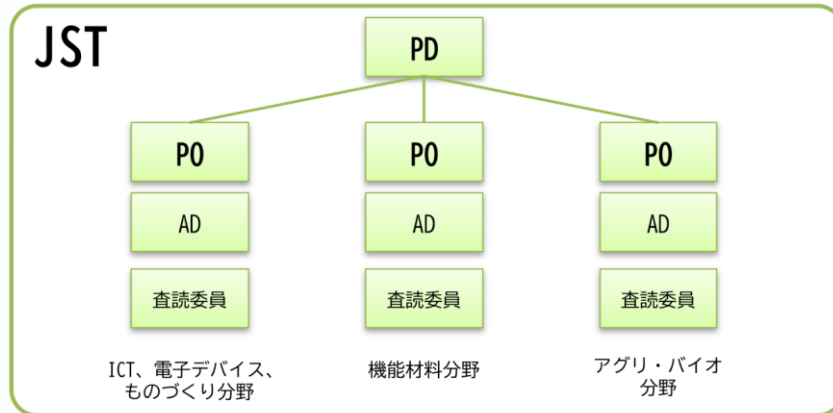 JST
PD
PO
PO
PO
AD
AD
AD
査読委員
査読委員
査読委員
ICT、電子デバイス、
ものづくり分野
機能材料分野
アグリ・バイオ
分野